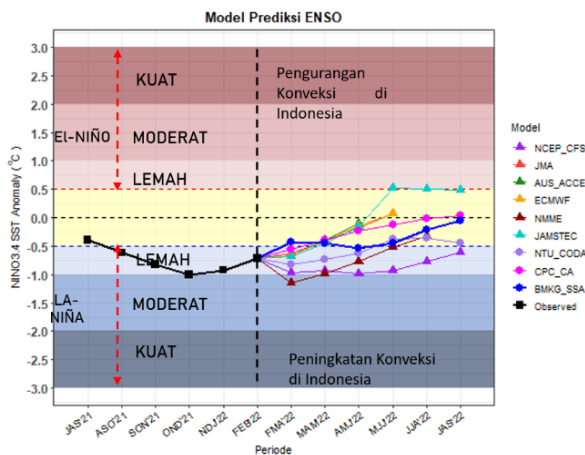 Model Prediksi ENSO
NINO3.4 SST Anomaly (°C)
3.0
2.5
2.0
1.5
1.0
0.5
0.0
-0.5
-1.0
-1.5
-2.0
-2.5
-3.0
KUAT
Pengurangan
Konveksi di
Indonesia
El-NIÑO
MODERAT
LEMAH
LEMAH
LA-
NIÑA
MODERAT
KUAT
Peningkatan Konveksi
di Indonesia
JAS'21
ASO'21
SON'21
OND'21
NDJ'22
FEB'22
FMA'22
MAM'22
AMJ'22
MJJ'22
JJA'22
JAS'22
Periode
Model
NCEP_CFS
JMA
AUS_ACCE
ECMWF
NMME
JAMSTEC
NTU_CODA
CPC_CA
BMKG_SSA
Observed